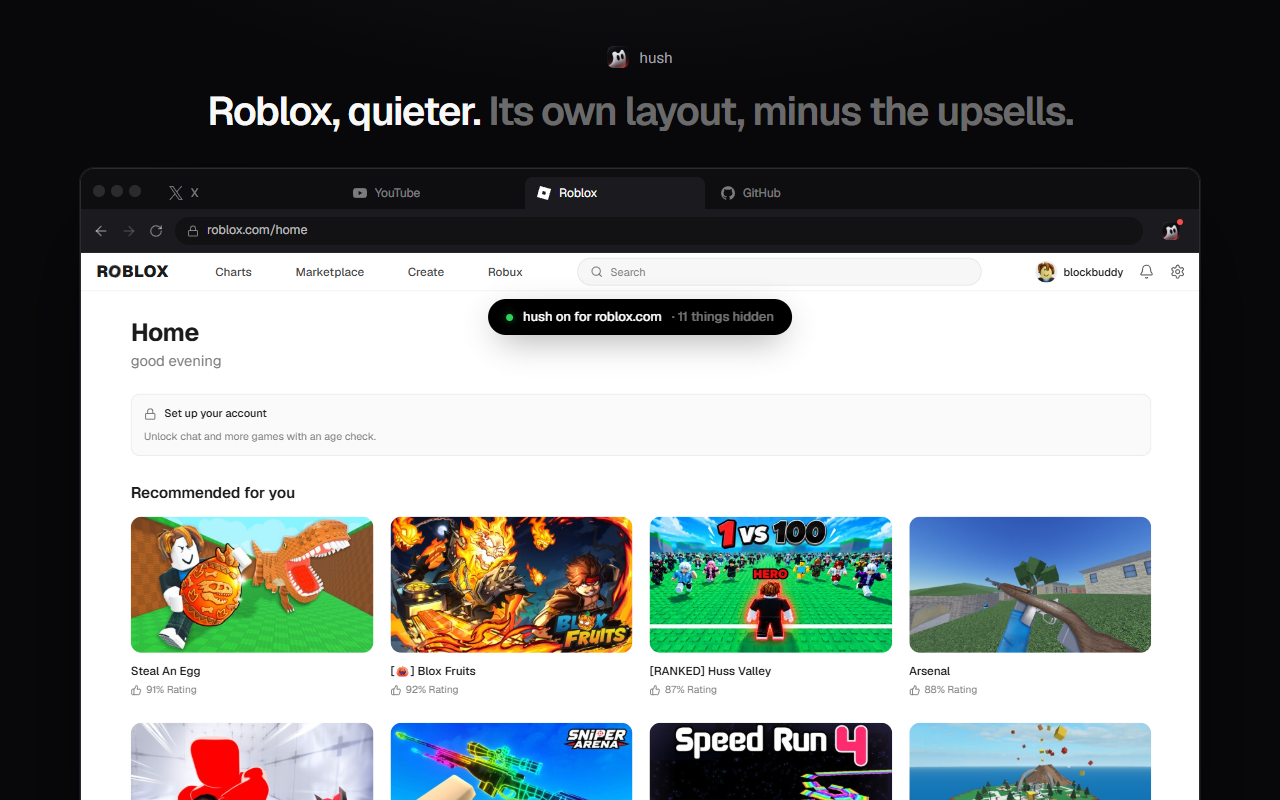 hush
Roblox, quieter. Its own layout, minus the upsells.
X YouTube Roblox GitHub
roblox.com/home
ROBLOX Charts Marketplace Create Robux Search blockbuddy
hush on for roblox.com · 11 things hidden
Home
good evening
Set up your account
Unlock chat and more games with an age check.
Recommended for you
1 VS 100
HERO
BLOX FRUITS
Steal An Egg
[ ] Blox Fruits
[RANKED] Huss Valley
Arsenal
91% Rating
92% Rating
87% Rating
88% Rating
SNIPER ARENA
Speed Run 4